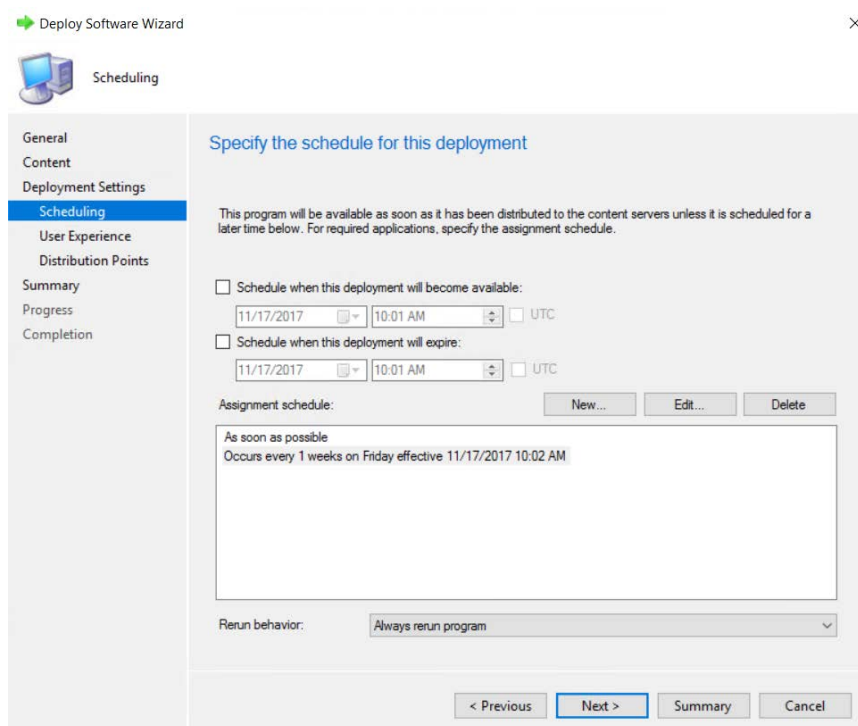 Deploy Software Wizard
Scheduling
General
Content
Deployment Settings
Scheduling
User Experience
Distribution Points
Summary
Progress
Completion
Specify the schedule for this deployment
This program will be available as soon as it has been distributed to the content servers unless it is scheduled for a
later time below. For required applications, specify the assignment schedule.
Schedule when this deployment will become available:
11/17/2017 10:01 AM UTC
Schedule when this deployment will expire:
11/17/2017 10:01 AM UTC
Assignment schedule: New... Edit... Delete
As soon as possible
Occurs every 1 weeks on Friday effective 11/17/2017 10:02 AM
Rerun behavior: Always rerun program
< Previous Next > Summary Cancel